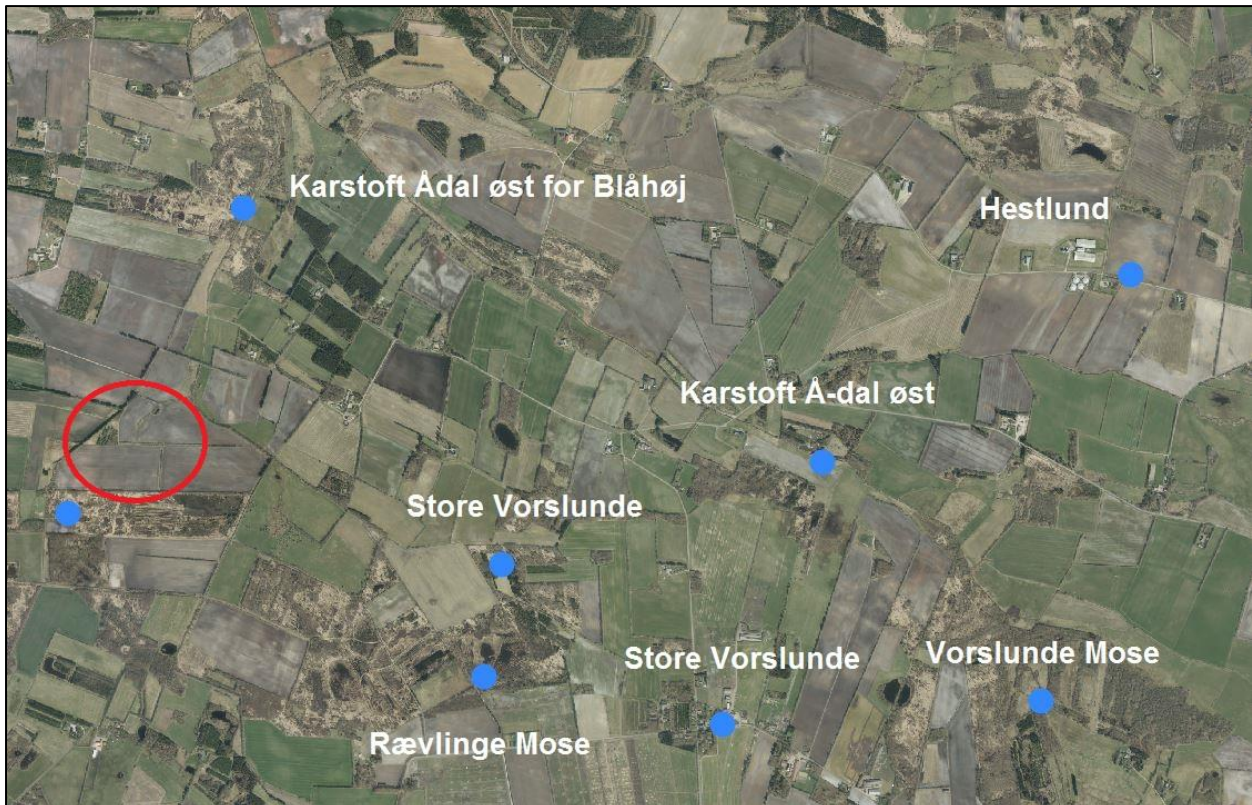 Karstoft Ådal øst for Blåhøj
Hestlund
Karstoft Å-dal øst
Store Vorslunde
Store Vorslunde
Vorslunde Mose
Rævlinge Mose